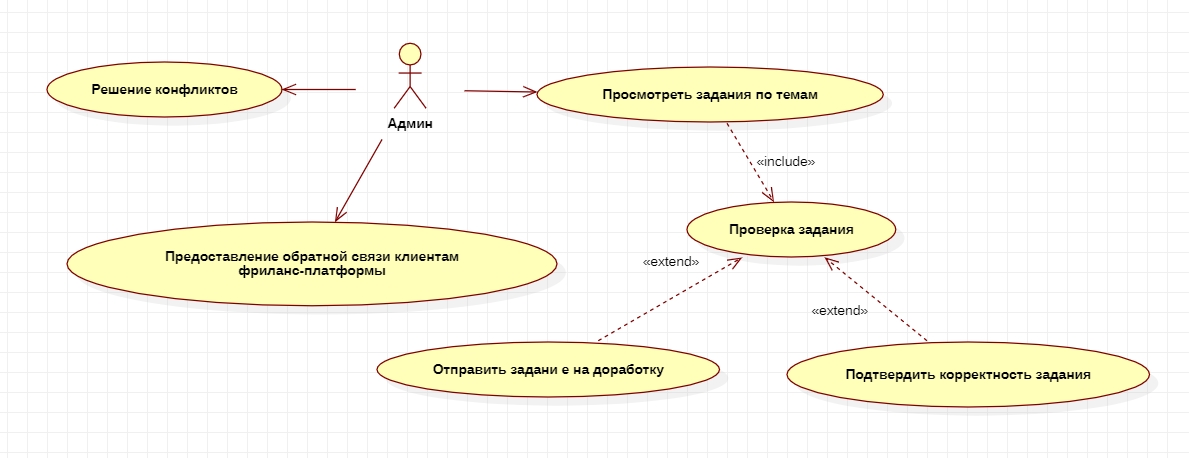 Решение конфликтов
Просмотреть задания по темам
Админ
«include»
Проверка задания
Предоставление обратной связи клиентам
фриланс-платформы
«extend»
«extend»
Отправить задани е на доработку
Подтвердить корректность задания